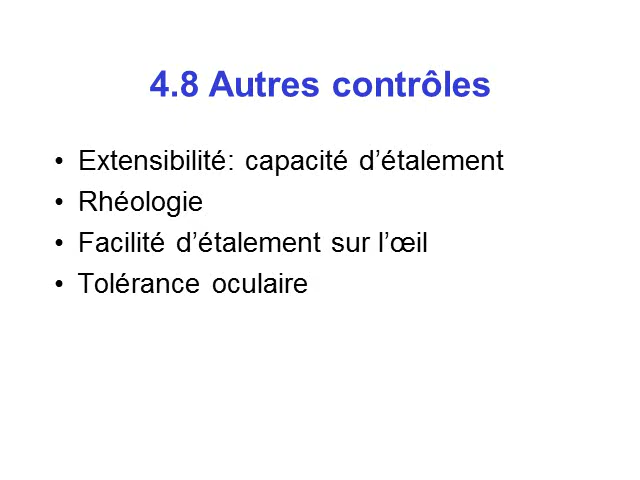 4.8 Autres contrôles
• Extensibilité: capacité d’étalement
• Rhéologie
• Facilité d’étalement sur l’œil
• Tolérance oculaire